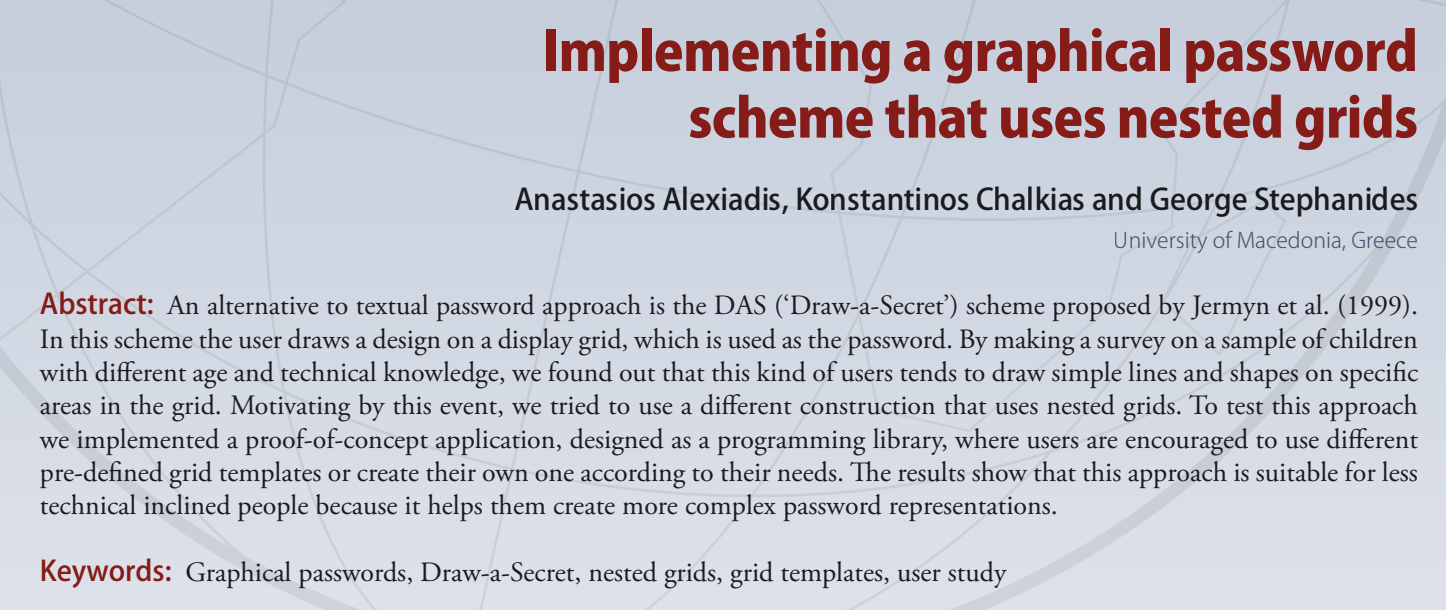 Implementing a graphical password
scheme that uses nested grids
Anastasios Alexiadis, Konstantinos Chalkias and George Stephanides
University of Macedonia, Greece
Abstract: An alternative to textual password approach is the DAS (‘Draw-a-Secret’) scheme proposed by Jermyn et al. (1999).
In this scheme the user draws a design on a display grid, which is used as the password. By making a survey on a sample of children
with different age and technical knowledge, we found out that this kind of users tends to draw simple lines and shapes on specific
areas in the grid. Motivating by this event, we tried to use a different construction that uses nested grids. To test this approach
we implemented a proof-of-concept application, designed as a programming library, where users are encouraged to use different
pre-defined grid templates or create their own one according to their needs. The results show that this approach is suitable for less
technical inclined people because it helps them create more complex password representations.
Keywords: Graphical passwords, Draw-a-Secret, nested grids, grid templates, user study